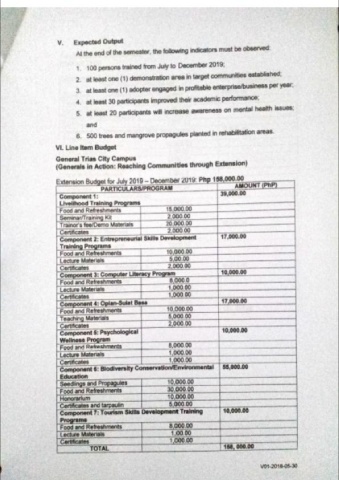 V. Expected Output
At the end of the semester, the following indicators must be observed:
1. 100 persons trained from July to December 2019;
2. at least one (1) demonstration area in target communities established;
3. at least one (1) adopter engaged in profitable enterprise/business per year;
4. at least 30 participants improved their academic performance;
5. at least 20 participants will increase awareness on mental health issues; and
6. 500 trees and mangrove propagules planted in rehabilitation areas.
VI. Line Item Budget
General Trias City Campus
(Generals in Action: Reaching Communities through Extension)
Extension Budget for July 2019 – December 2019: Php 158,000.00
PARTICULARS/PROGRAM AMOUNT (PhP)
Component 1: 39,000.00
Livelihood Training Programs
Food and Refreshments 15,000.00
Seminar/Training Kit 2,000.00
Trainor's fee/Demo Materials 20,000.00
Certificates 2,000.00
Component 2: Entrepreneurial Skills Development 17,000.00
Training Programs
Food and Refreshments 10,000.00
Lecture Materials 5,00.00
Certificates 2,000.00
Component 3: Computer Literacy Program 10,000.00
Food and Refreshments 8,000.0
Lecture Materials 1,000.00
Certificates 1,000.00
Component 4: Oplan-Sulat Basa 17,000.00
Food and Refreshments 10,000.00
Teaching Materials 5,000.00
Certificates 2,000.00
Component 5: Psychological 10,000.00
Wellness Program
Food and Refreshments 8,000.00
Lecture Materials 1,000.00
Certificates 1,000.00
Component 6: Biodiversity Conservation/Environmental 55,000.00
Education
Seedlings and Propagules 10,000.00
Food and Refreshments 30,000.00
Honorarium 10,000.00
Certificates and tarpaulin 5,000.00
Component 7: Tourism Skills Development Training 10,000.00
Programs
Food and Refreshments 8,000.00
Lecture Materials 1,00.00
Certificates 1,000.00
TOTAL 158, 000.00
V01-2018-05-30